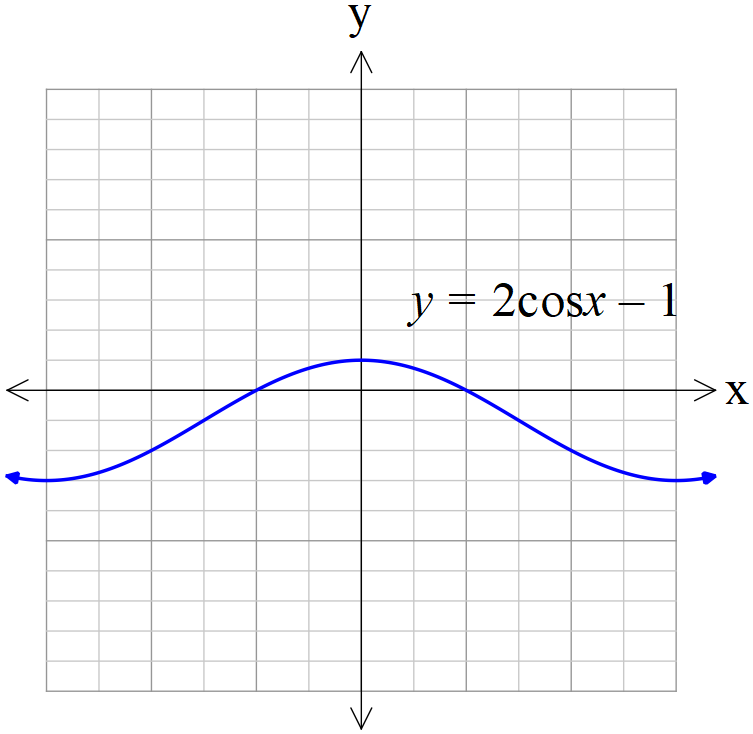 y
y = 2cosx – 1
x